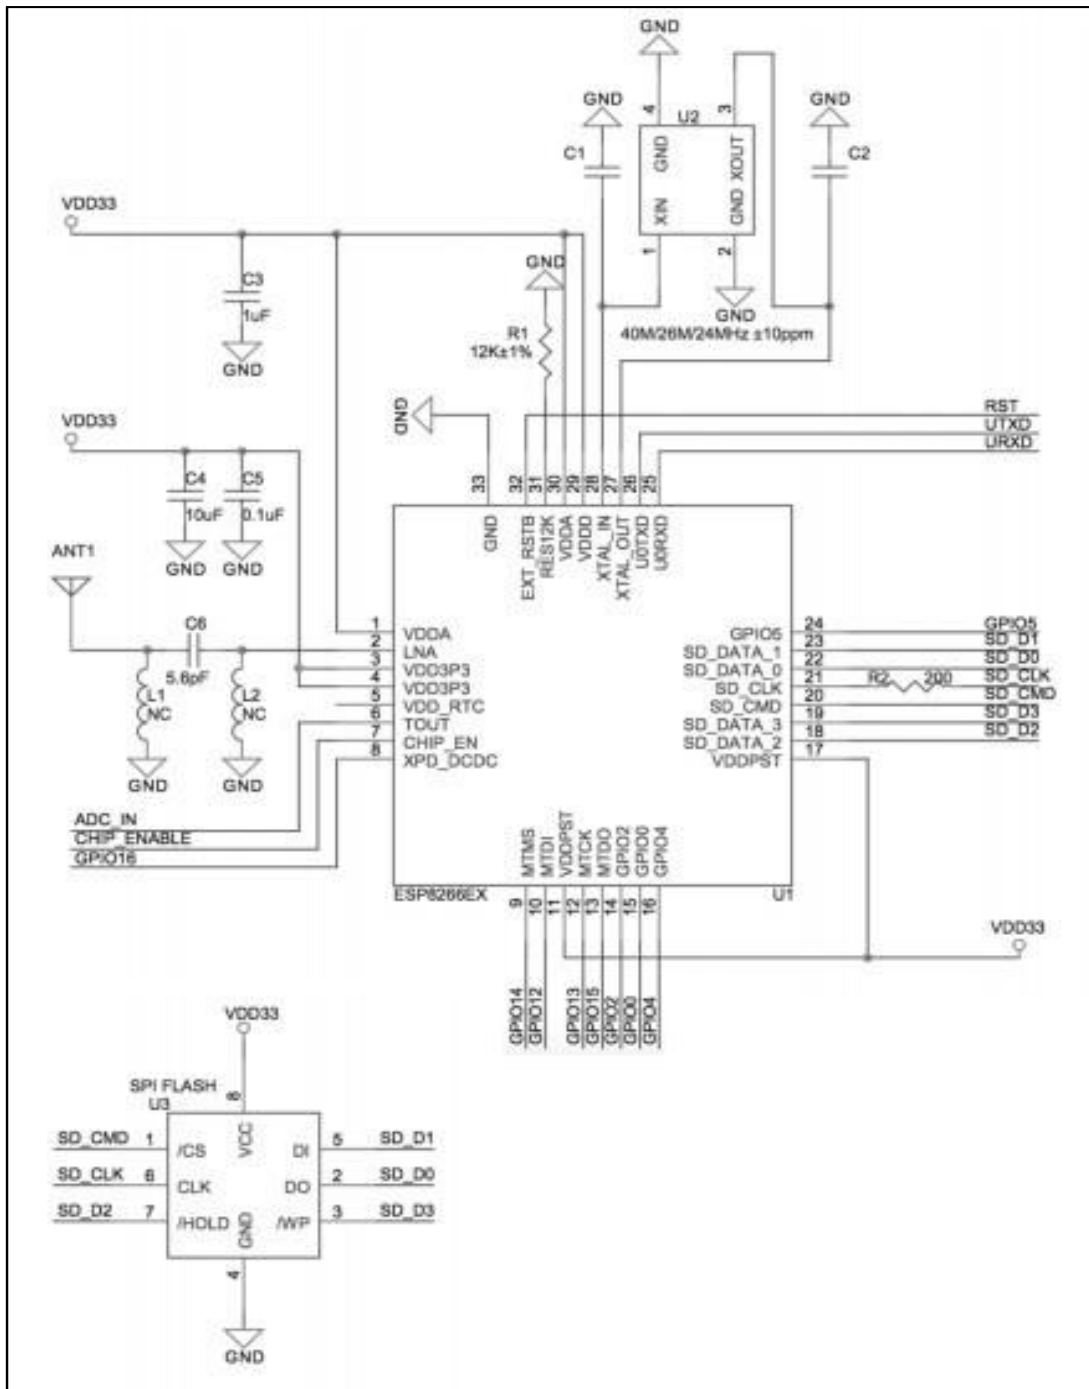 GND
GND
4
U2
3
GND
C1
GND
XOUT
C2
XIN
GND
VDD33
1
2
C3
GND
1uF
GND
R1
40M/26M/24MHz ±10ppm
12K±1%
GND
RST
VDD33
GND
UTXD
URXD
33
32
31
30
29
28
27
26
25
C4
C5
10uF
0.1uF
GND
EXT_RSTB
RES12K
VDDA
VDDD
XTAL_IN
XTAL_OUT
U0TXD
U0RXD
ANT1
GND
GND
C6
5.6pF
L1
NC
L2
NC
GND
GND
1 VDDA
2 LNA
3 VDD3P3
4 VDD3P3
5 VDD_RTC
6 TOUT
7 CHIP_EN
8 XPD_DCDC
GPIO5 24 GPIO5
SD_DATA_1 23 SD_D1
SD_DATA_0 22 SD_D0
SD_CLK 21 R2 200 SD_CLK
SD_CMD 20 SD_CMD
SD_DATA_3 19 SD_D3
SD_DATA_2 18 SD_D2
VDDPST 17
ADC_IN
CHIP_ENABLE
GPIO16
MTMS
MTDI
VDDPST
MTCK
MTDO
GPIO2
GPIO0
GPIO4
ESP8266EX
U1
9
10
11
12
13
14
15
16
VDD33
GPIO14
GPIO12
GPIO13
GPIO15
GPIO2
GPIO0
GPIO4
VDD33
SPI FLASH
U3
8
SD_CMD 1 /CS
VCC
DI 5 SD_D1
SD_CLK 6 CLK
DO 2 SD_D0
SD_D2 7 /HOLD
GND
/WP 3 SD_D3
4
GND